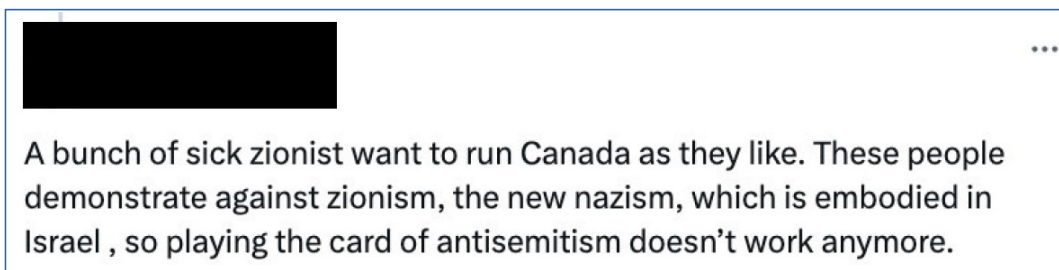 A bunch of sick zionist want to run Canada as they like. These people
demonstrate against zionism, the new nazism, which is embodied in
Israel , so playing the card of antisemitism doesn’t work anymore.